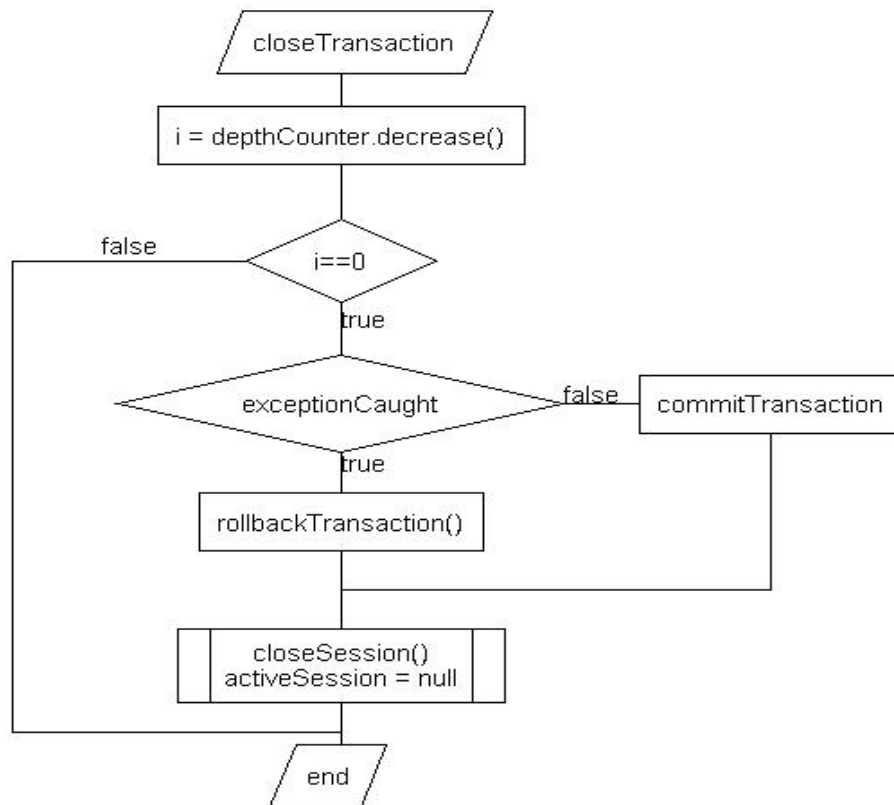 closeTransaction
i = depthCounter.decrease()
false
i==0
true
exceptionCaught
false
commitTransaction
true
rollbackTransaction()
closeSession()
activeSession = null
end